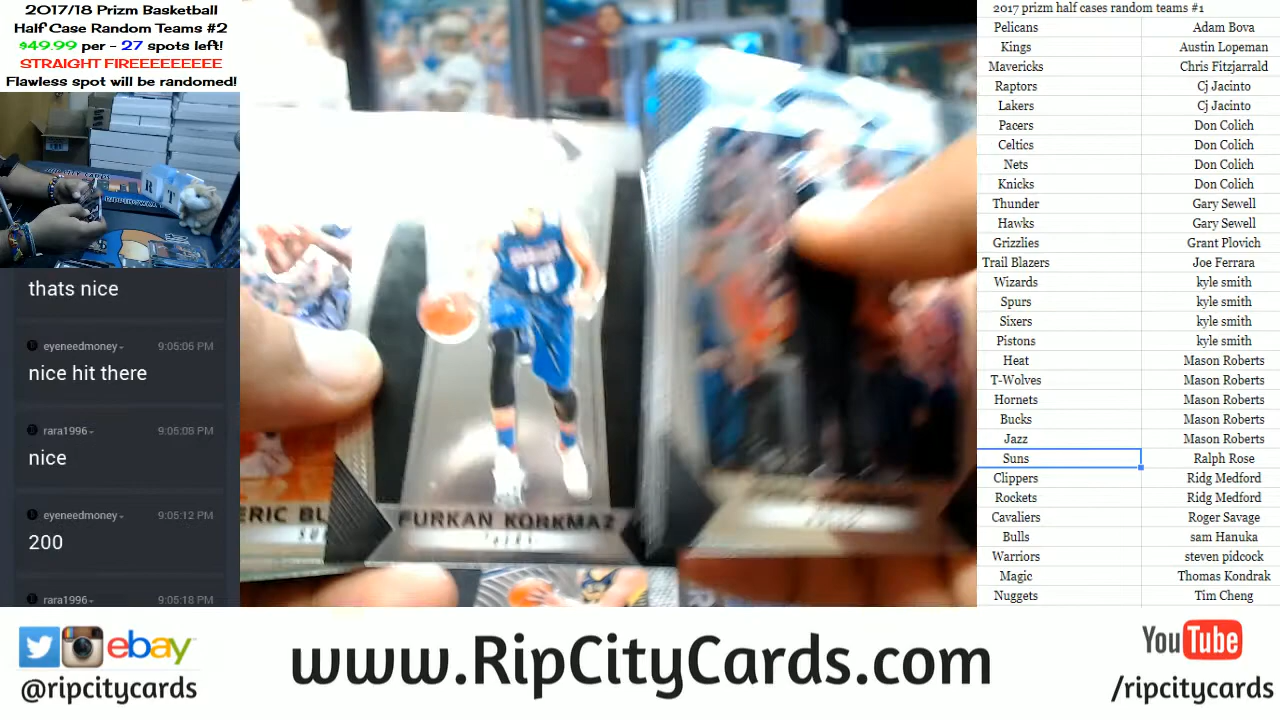 2017/18 Prizm Basketball
Half Case Random Teams #2
$49.99 per - 27 spots left!
STRAIGHT FIREEEEEEEEE
Flawless spot will be randomed!
thats nice
eyeneedmoney 9:05:06 PM
nice hit there
rara1996 9:05:08 PM
nice
eyeneedmoney 9:05:12 PM
200
rara1996 9:05:18 PM
ERIC BL
SU
FURKAN KORKMAZ
76ERS
18
2017 prizm half cases random teams #1
Pelicans Adam Bova
Kings Austin Lopeman
Mavericks Chris Fitzjarrald
Raptors Cj Jacinto
Lakers Cj Jacinto
Pacers Don Colich
Celtics Don Colich
Nets Don Colich
Knicks Don Colich
Thunder Gary Sewell
Hawks Gary Sewell
Grizzlies Grant Plovich
Trail Blazers Joe Ferrara
Wizards kyle smith
Spurs kyle smith
Sixers kyle smith
Pistons kyle smith
Heat Mason Roberts
T-Wolves Mason Roberts
Hornets Mason Roberts
Bucks Mason Roberts
Jazz Mason Roberts
Suns Ralph Rose
Clippers Ridg Medford
Rockets Ridg Medford
Cavaliers Roger Savage
Bulls sam Hanuka
Warriors steven pidcock
Magic Thomas Kondrak
Nuggets Tim Cheng
ebay
@ripcitycards
www.RipCityCards.com
YouTube
/ripcitycards